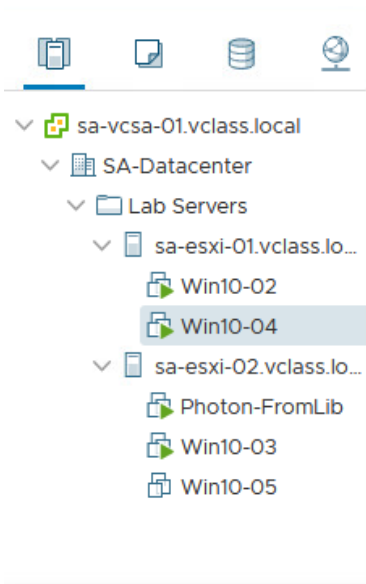 sa-vcsa-01.vclass.local
SA-Datacenter
Lab Servers
sa-esxi-01.vclass.lo...
Win10-02
Win10-04
sa-esxi-02.vclass.lo...
Photon-FromLib
Win10-03
Win10-05